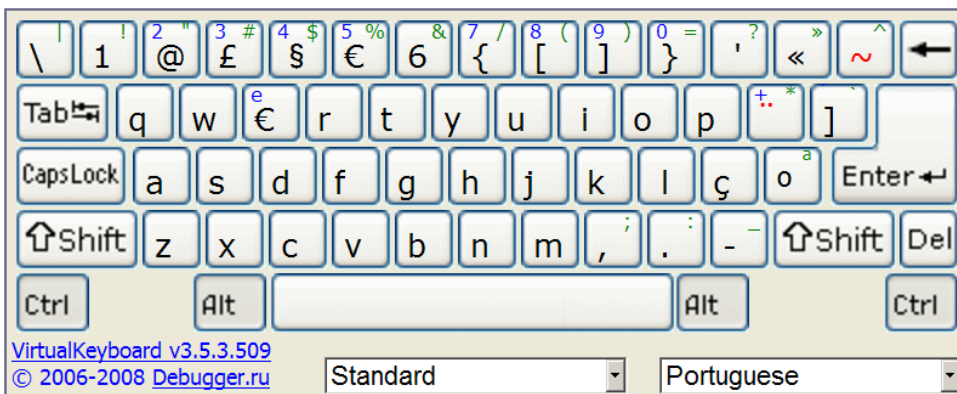 \ | 1 ! 2 " @ 3 # £ 4 $ § 5 % € 6 & 7 / { 8 ( [ 9 ) ] 0 = } ' ? « » ~ ^
Tab q w e € r t y u i o p + * ¨ ] `
CapsLock a s d f g h j k l ç º ª Enter
Shift z x c v b n m , ; . : - _ Shift Del
Ctrl Alt Alt Ctrl
VirtualKeyboard v3.5.3.509
© 2006-2008 Debugger.ru Standard Portuguese